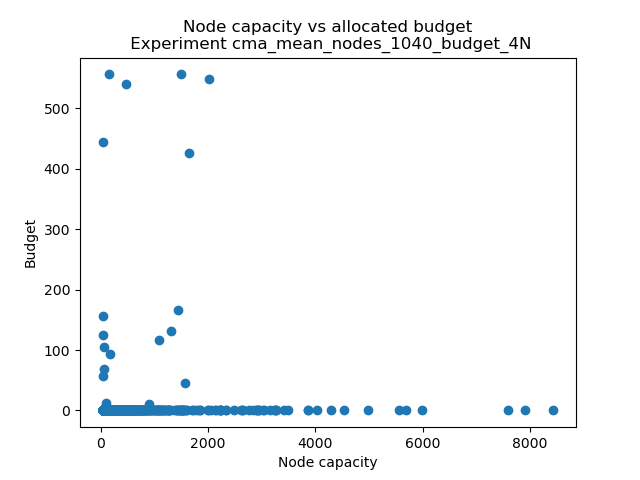 Node capacity vs allocated budget
Experiment cma_mean_nodes_1040_budget_4N
500
400
300
200
100
0
Budget
0 2000 4000 6000 8000
Node capacity